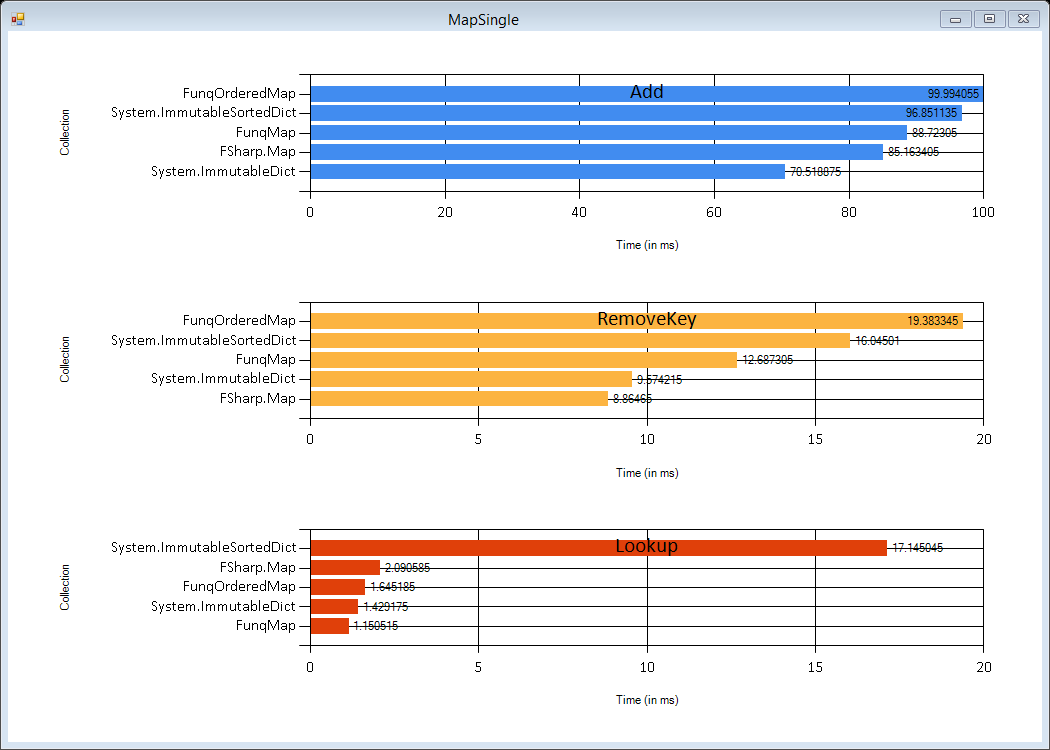 MapSingle
Add
Collection
FunqOrderedMap 99.994055
System.ImmutableSortedDict 96.851135
FunqMap 88.72305
FSharp.Map 85.163405
System.ImmutableDict 70.518875
0 20 40 60 80 100
Time (in ms)
RemoveKey
Collection
FunqOrderedMap 19.383345
System.ImmutableSortedDict 16.04501
FunqMap 12.687305
System.ImmutableDict 9.574215
FSharp.Map 8.86465
0 5 10 15 20
Time (in ms)
Lookup
Collection
System.ImmutableSortedDict 17.145045
FSharp.Map 2.090585
FunqOrderedMap 1.645185
System.ImmutableDict 1.429175
FunqMap 1.150515
0 5 10 15 20
Time (in ms)